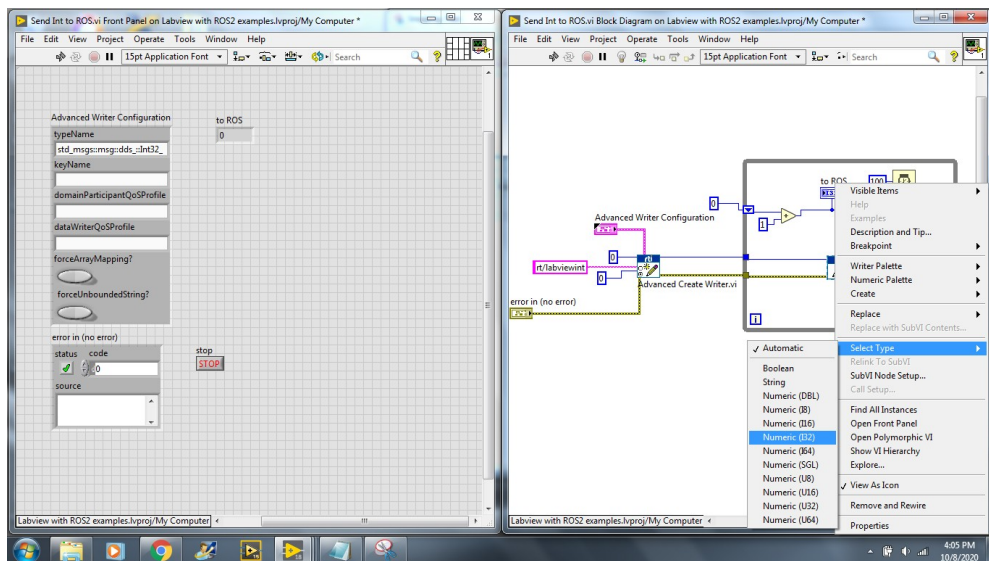 Send Int to ROS.vi Front Panel on Labview with ROS2 examples.lvproj/My Computer *
File Edit View Project Operate Tools Window Help
15pt Application Font
Search
Advanced Writer Configuration
typeName
std_msgs::msg::dds_::Int32_
keyName
domainParticipantQoSProfile
dataWriterQoSProfile
forceArrayMapping?
forceUnboundedString?
to ROS
0
error in (no error)
status code
0
source
stop
STOP
Labview with ROS2 examples.lvproj/My Computer
Send Int to ROS.vi Block Diagram on Labview with ROS2 examples.lvproj/My Computer *
File Edit View Project Operate Tools Window Help
15pt Application Font
Search
to ROS
100
I32
0
1
Advanced Writer Configuration
0
rt/labviewint
0
Advanced Create Writer.vi
error in (no error)
i
Visible Items
Help
Examples
Description and Tip...
Breakpoint
Writer Palette
Numeric Palette
Create
Replace
Replace with SubVI Contents...
Select Type
Relink To SubVI
SubVI Node Setup...
Call Setup...
Find All Instances
Open Front Panel
Open Polymorphic VI
Show VI Hierarchy
Explore...
View As Icon
Remove and Rewire
Properties
Automatic
Boolean
String
Numeric (DBL)
Numeric (I8)
Numeric (I16)
Numeric (I32)
Numeric (I64)
Numeric (SGL)
Numeric (U8)
Numeric (U16)
Numeric (U32)
Numeric (U64)
Labview with ROS2 examples.lvproj/My Computer
4:05 PM
10/8/2020